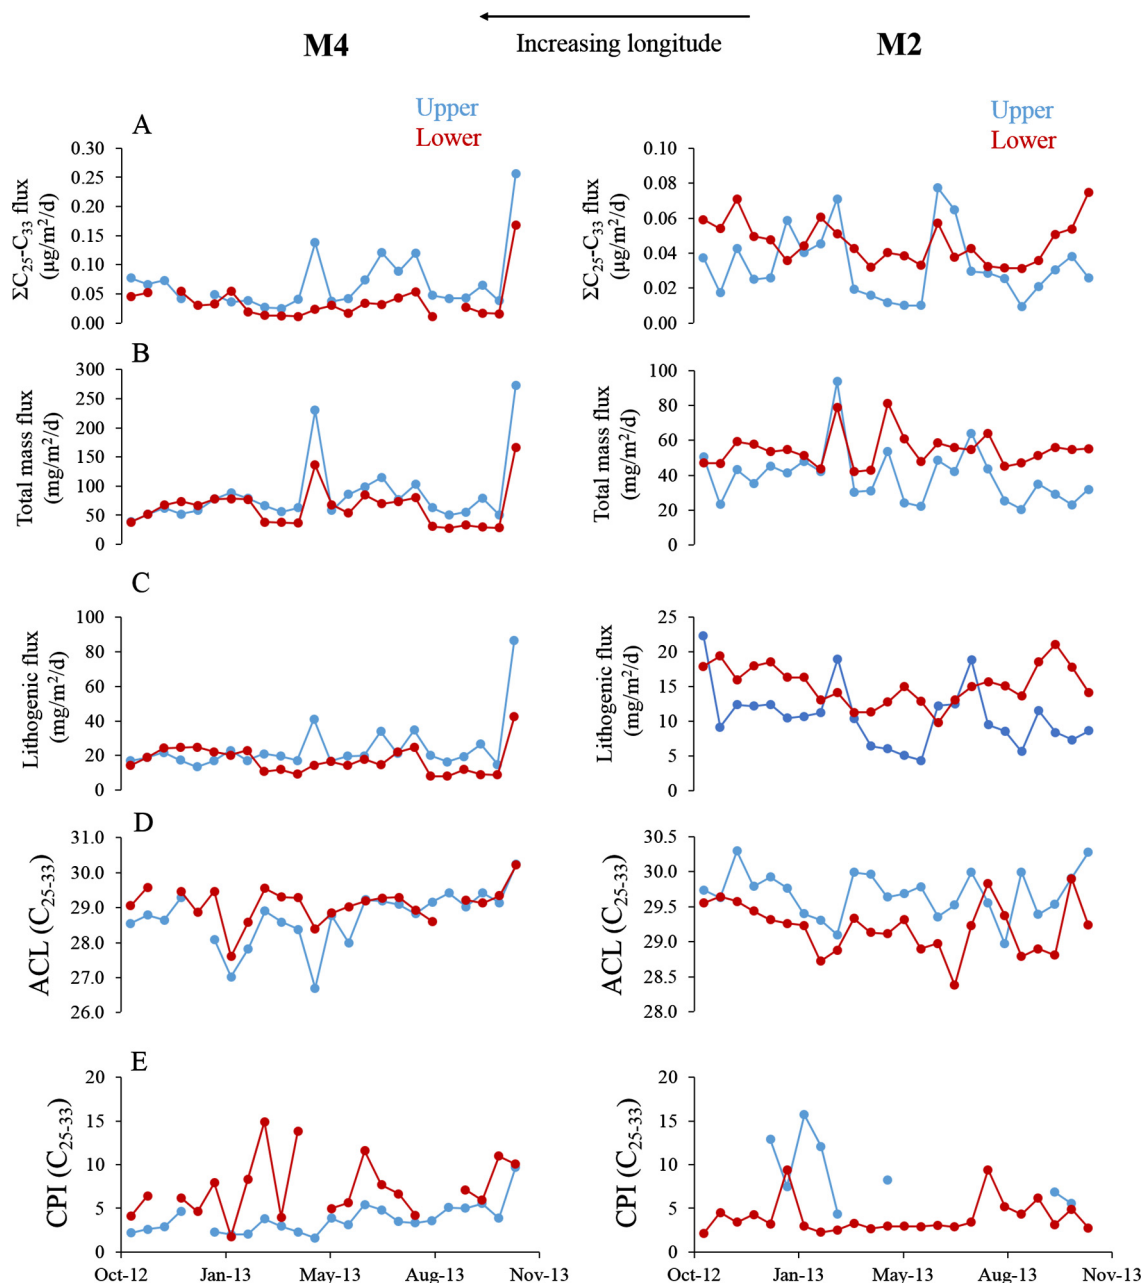 M4
Increasing longitude
M2
A
Upper
Lower
Upper
Lower
ΣC25-C33 flux
(μg/m2/d)
0.30
0.25
0.20
0.15
0.10
0.05
0.00
ΣC25-C33 flux
(μg/m2/d)
0.10
0.08
0.06
0.04
0.02
0.00
B
Total mass flux
(mg/m2/d)
300
250
200
150
100
50
0
Total mass flux
(mg/m2/d)
100
80
60
40
20
0
C
Lithogenic flux
(mg/m2/d)
100
80
60
40
20
0
Lithogenic flux
(mg/m2/d)
25
20
15
10
5
0
D
ACL (C25-33)
31.0
30.0
29.0
28.0
27.0
26.0
ACL (C25-33)
30.5
30.0
29.5
29.0
28.5
28.0
E
CPI (C25-33)
20
15
10
5
0
Oct-12 Jan-13 May-13 Aug-13 Nov-13
CPI (C25-33)
20
15
10
5
0
Oct-12 Jan-13 May-13 Aug-13 Nov-13